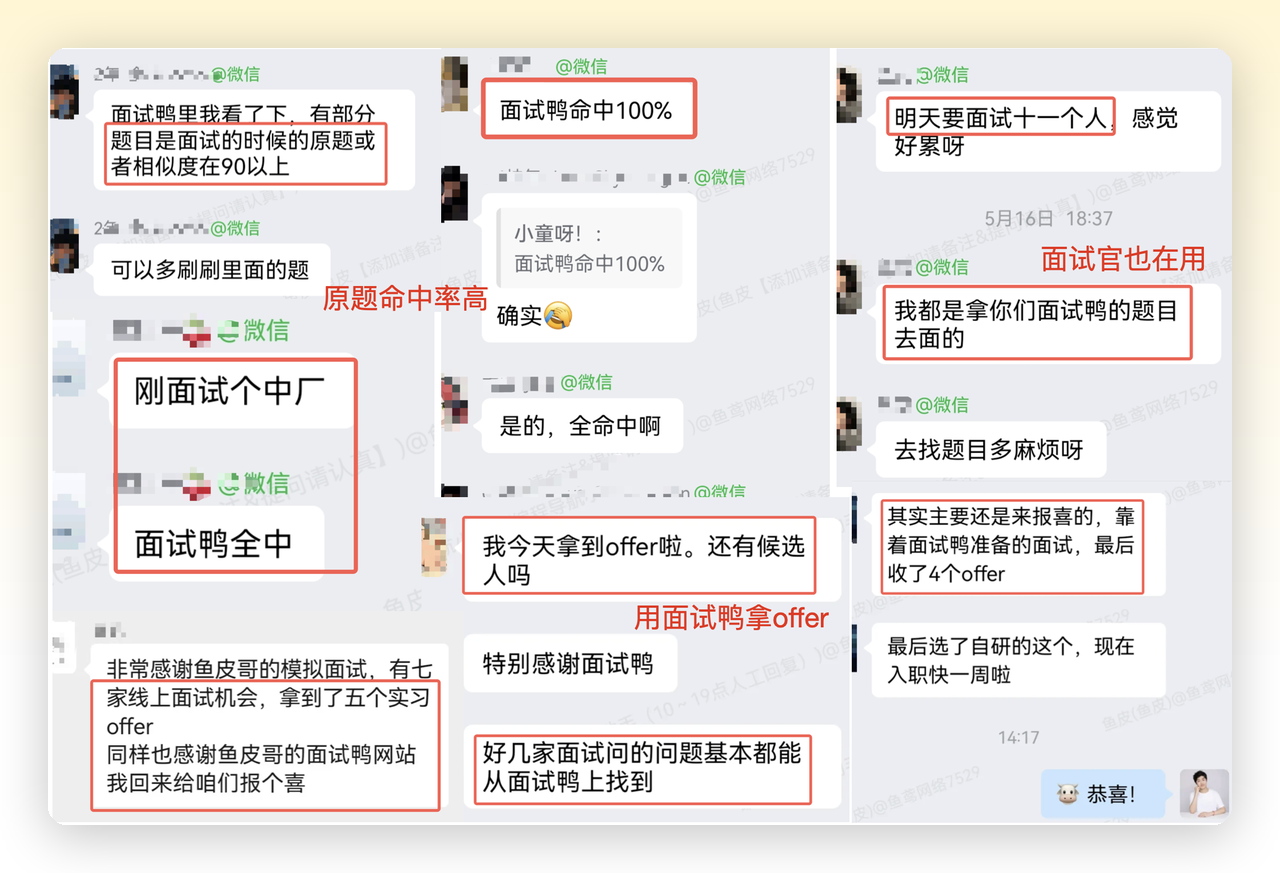 @微信
面试鸭里我看了下，有部分
题目是面试的时候的原题或
者相似度在90以上
@微信
可以多刷刷里面的题
原题命中率高
@微信
刚面试个中厂
@微信
面试鸭全中
非常感谢鱼皮哥的模拟面试，有七
家线上面试机会，拿到了五个实习
offer
同样也感谢鱼皮哥的面试鸭网站
我回来给咱们报个喜
@微信
面试鸭命中100%
@微信
小童呀！：
面试鸭命中100%
确实
@微信
是的，全命中啊
@微信
我今天拿到offer啦。还有候选
人吗
用面试鸭拿offer
特别感谢面试鸭
好几家面试问的问题基本都能
从面试鸭上找到
@微信
明天要面试十一个人，感觉
好累呀
5月16日 18:37
面试官也在用
@微信
我都是拿你们面试鸭的题目
去面的
@微信
去找题目多麻烦呀
其实主要还是来报喜的，靠
着面试鸭准备的面试，最后
收了4个offer
最后选了自研的这个，现在
入职快一周啦
14:17
恭喜！